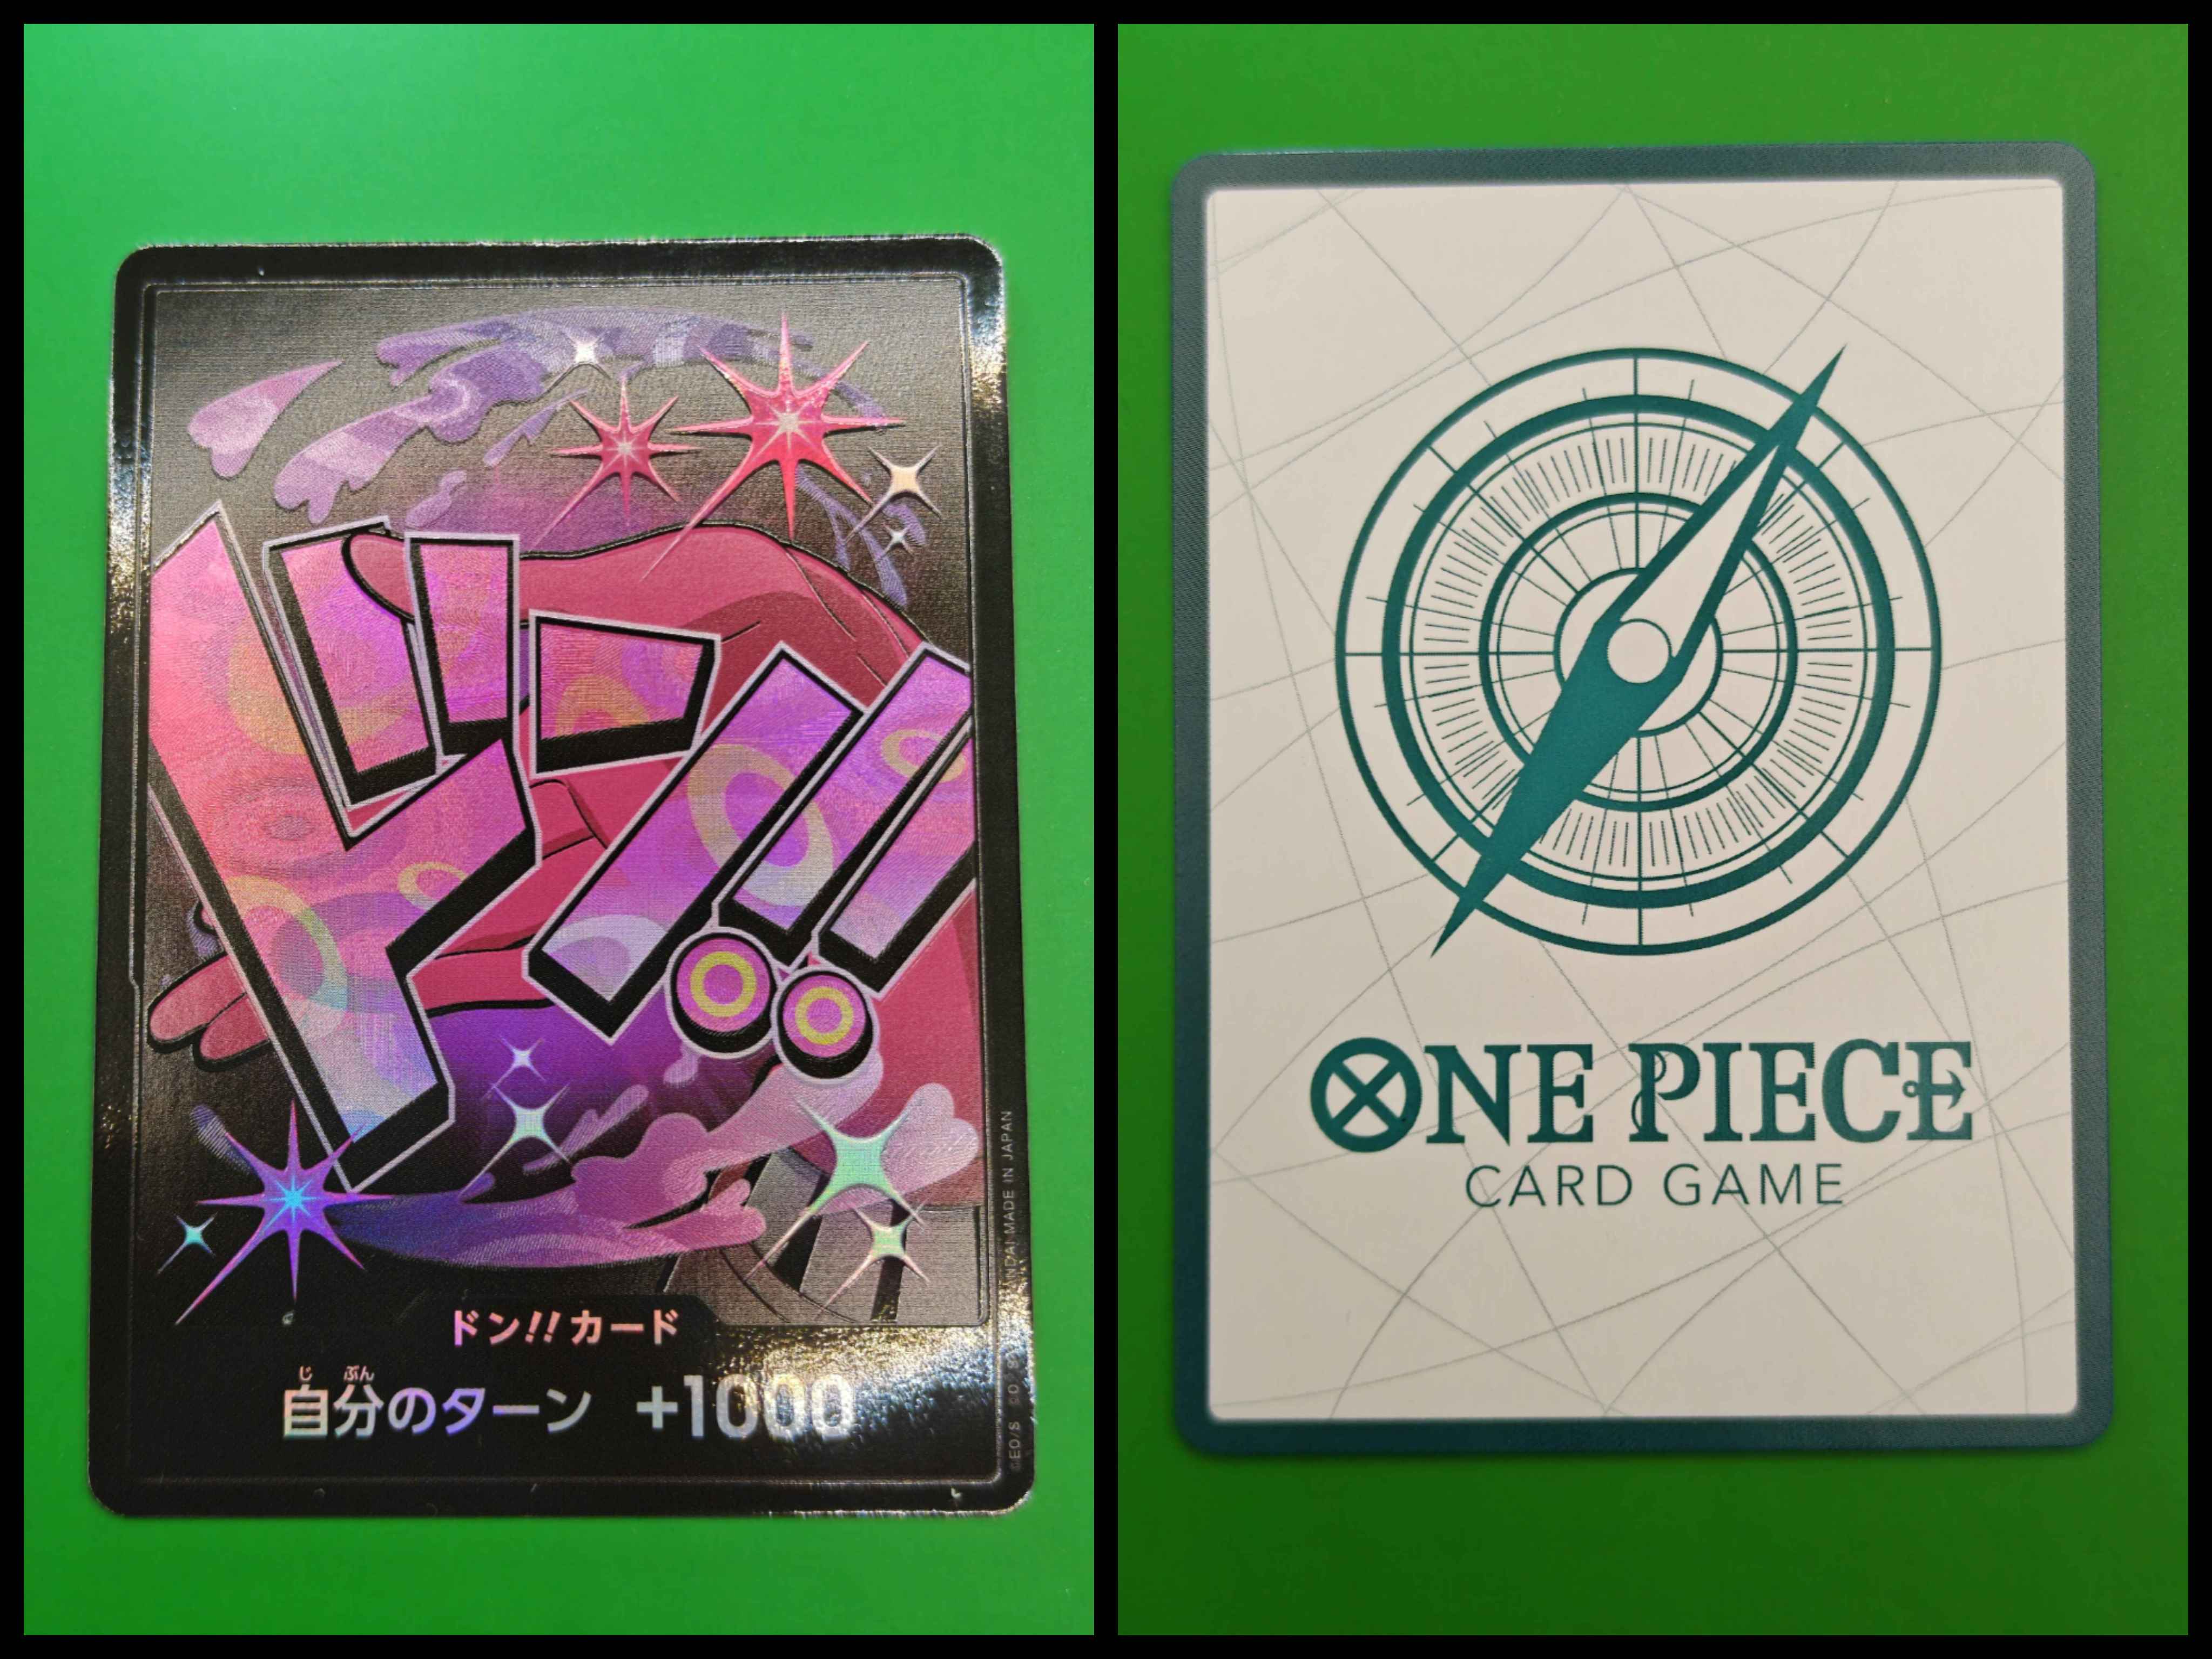 ドン!!
ドン!!カード
じ ぶん
自分のターン +1000
BANDAI MADE IN JAPAN
ONE PIECE
CARD GAME